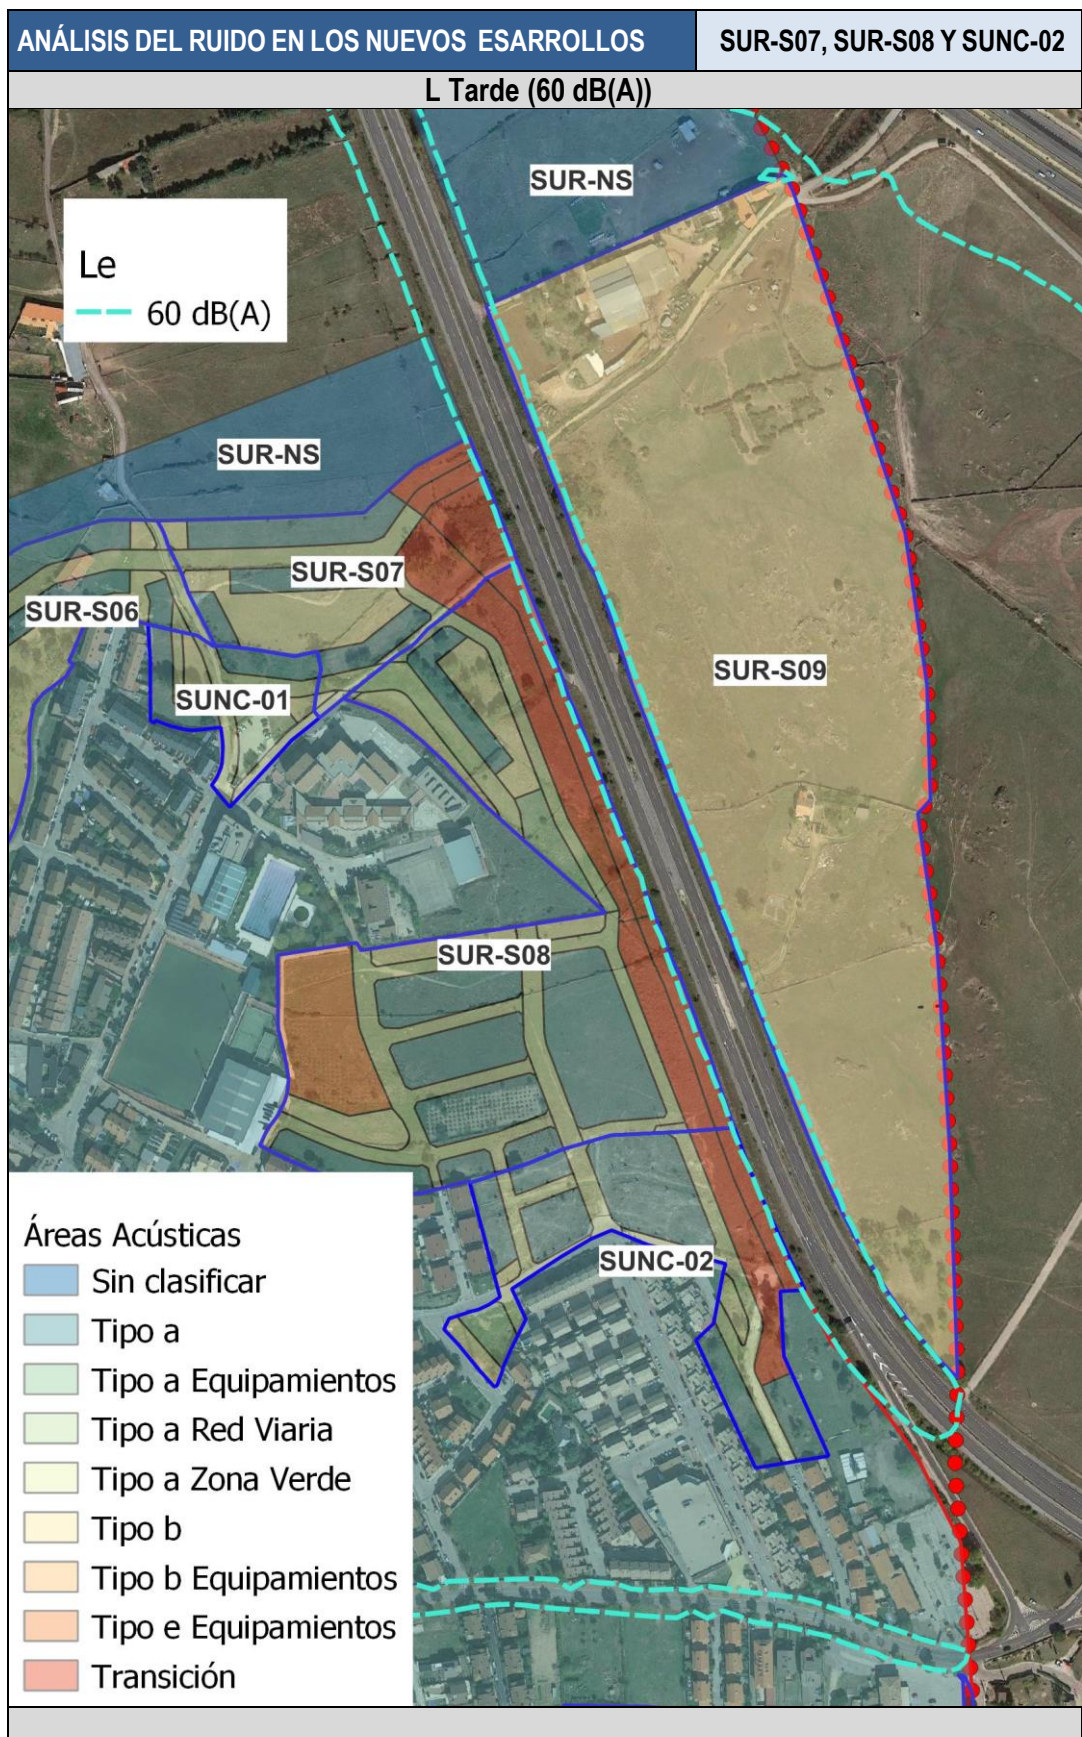 ANÁLISIS DEL RUIDO EN LOS NUEVOS  ESARROLLOS
SUR-S07, SUR-S08 Y SUNC-02
L Tarde (60 dB(A))
SUR-NS
Le
60 dB(A)
SUR-NS
SUR-S07
SUR-S06
SUR-S09
SUNC-01
SUR-S08
SUNC-02
Áreas Acústicas
Sin clasificar
Tipo a
Tipo a Equipamientos
Tipo a Red Viaria
Tipo a Zona Verde
Tipo b
Tipo b Equipamientos
Tipo e Equipamientos
Transición